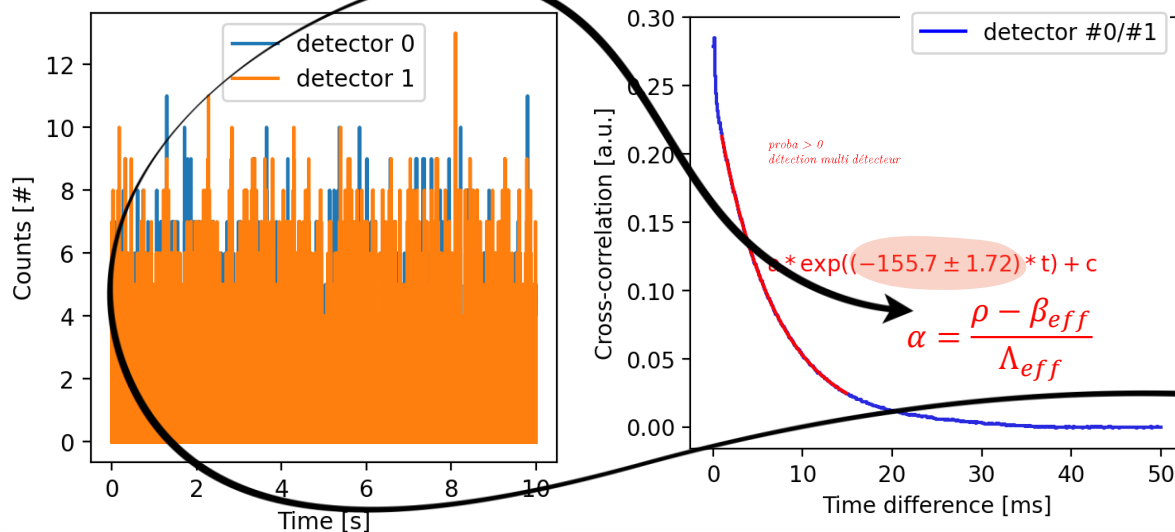 detector 0
detector 1
12
10
8
6
4
2
0
Counts [#]
0 2 4 6 8 10
Time [s]
detector #0/#1
0.30
0.25
0.20
0.15
0.10
0.05
0.00
Cross-correlation [a.u.]
proba > 0
détection multi détecteur
* exp((−155.7 ± 1.72) * t) + c
α = (ρ − β_eff) / Λ_eff
0 10 20 30 40 50
Time difference [ms]